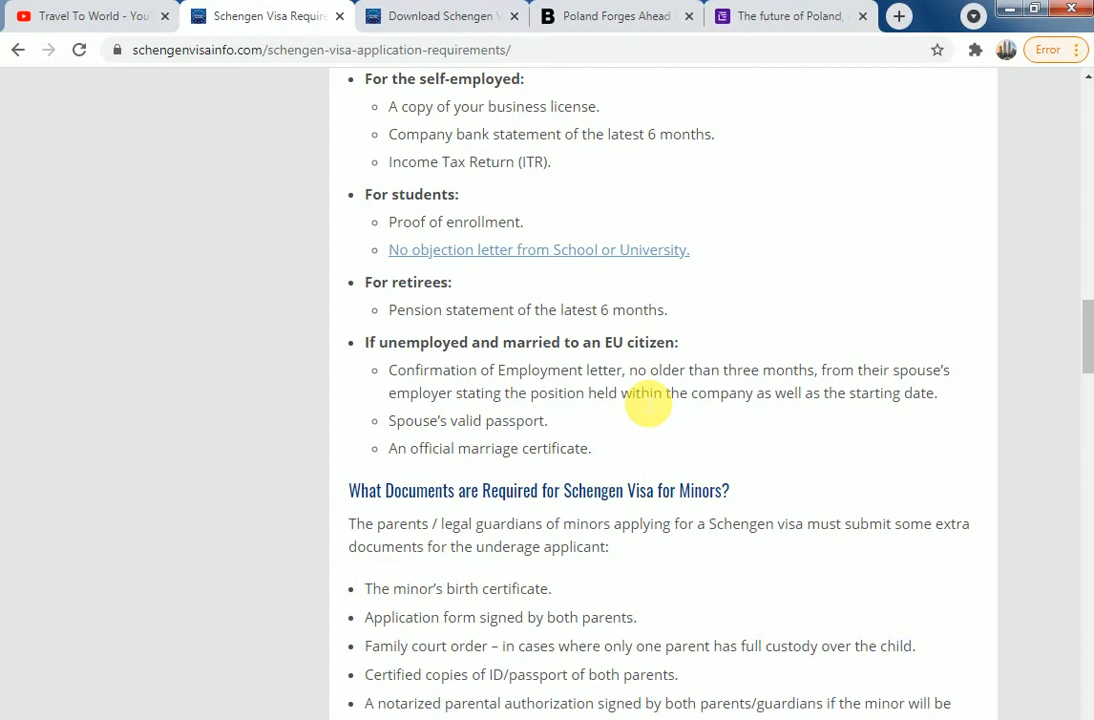 Travel To World - You
Schengen Visa Require
Download Schengen V
Poland Forges Ahead
The future of Poland,
schengenvisainfo.com/schengen-visa-application-requirements/
Error
• For the self-employed:
A copy of your business license.
Company bank statement of the latest 6 months.
Income Tax Return (ITR).
• For students:
Proof of enrollment.
No objection letter from School or University.
• For retirees:
Pension statement of the latest 6 months.
• If unemployed and married to an EU citizen:
Confirmation of Employment letter, no older than three months, from their spouse's
employer stating the position held within the company as well as the starting date.
Spouse's valid passport.
An official marriage certificate.
What Documents are Required for Schengen Visa for Minors?
The parents / legal guardians of minors applying for a Schengen visa must submit some extra
documents for the underage applicant:
• The minor's birth certificate.
• Application form signed by both parents.
• Family court order – in cases where only one parent has full custody over the child.
• Certified copies of ID/passport of both parents.
• A notarized parental authorization signed by both parents/guardians if the minor will be